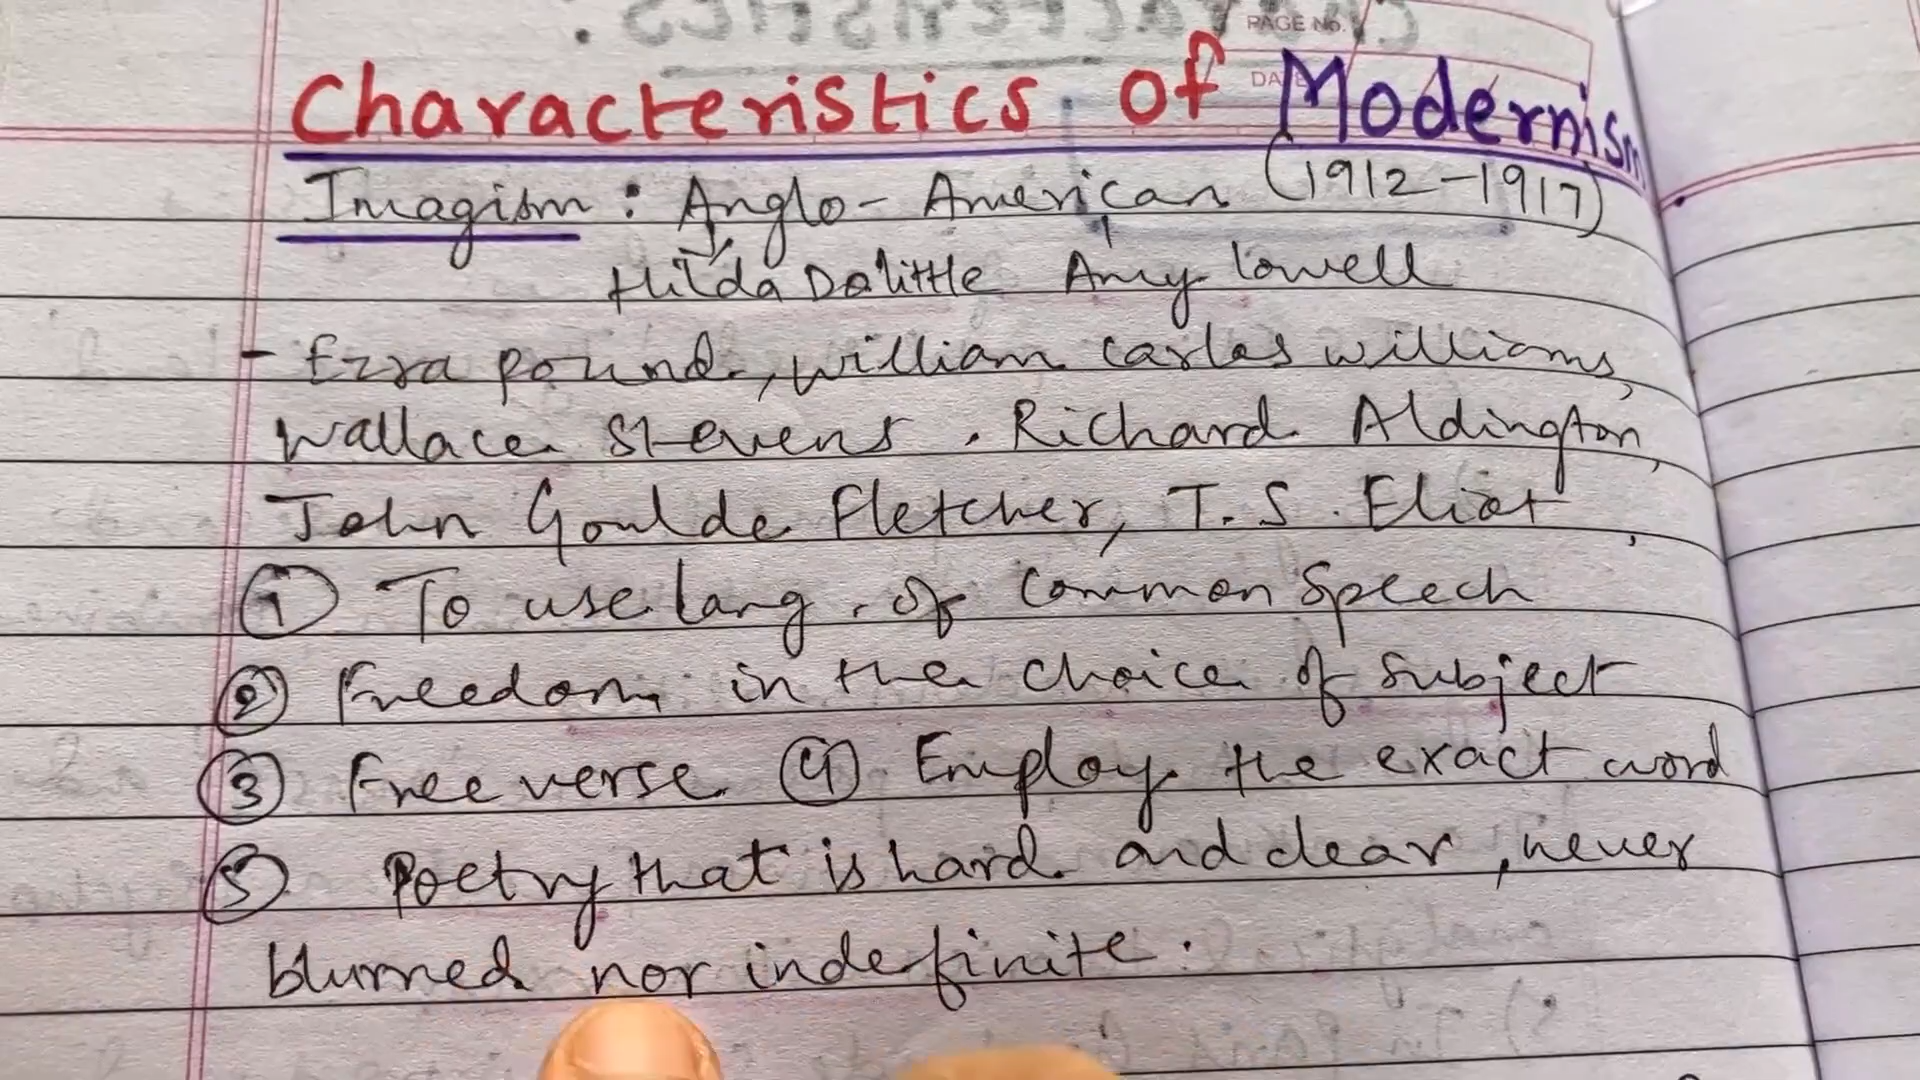 PAGE No.
DATE
Characteristics of Modernism
Imagism : Anglo-American (1912-1917)
Hilda Dolittle Amy lowell
- Ezra pound, william carlos williams,
wallace stevens, Richard Aldington,
John Goulde Fletcher, T.S. Eliot,
① To use lang. of common speech
② Freedom in the choice of subject
③ Free verse ④ Employ the exact word
⑤ Poetry that is hard and clear, never
blurred nor indefinite.